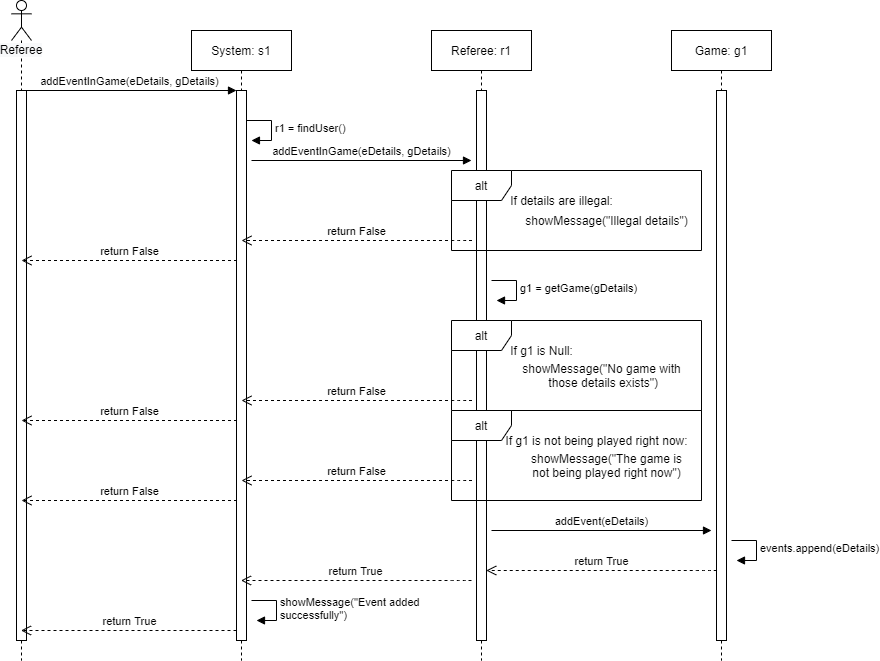 Referee
System: s1
Referee: r1
Game: g1
addEventInGame(eDetails, gDetails)
r1 = findUser()
addEventInGame(eDetails, gDetails)
alt
If details are illegal:
showMessage("Illegal details")
return False
return False
g1 = getGame(gDetails)
alt
If g1 is Null:
showMessage("No game with
those details exists")
return False
return False
alt
If g1 is not being played right now:
showMessage("The game is
not being played right now")
return False
return False
addEvent(eDetails)
events.append(eDetails)
return True
return True
showMessage("Event added
successfully")
return True